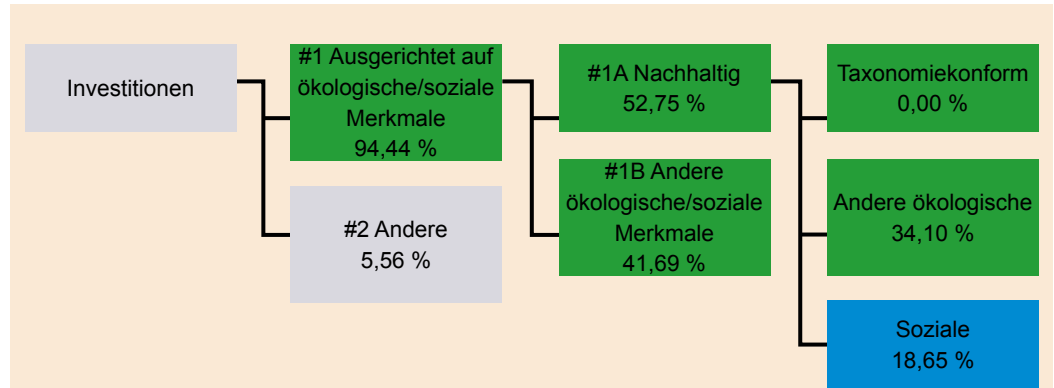 Investitionen
#1 Ausgerichtet auf
ökologische/soziale
Merkmale
94,44 %
#2 Andere
5,56 %
#1A Nachhaltig
52,75 %
#1B Andere
ökologische/soziale
Merkmale
41,69 %
Taxonomiekonform
0,00 %
Andere ökologische
34,10 %
Soziale
18,65 %